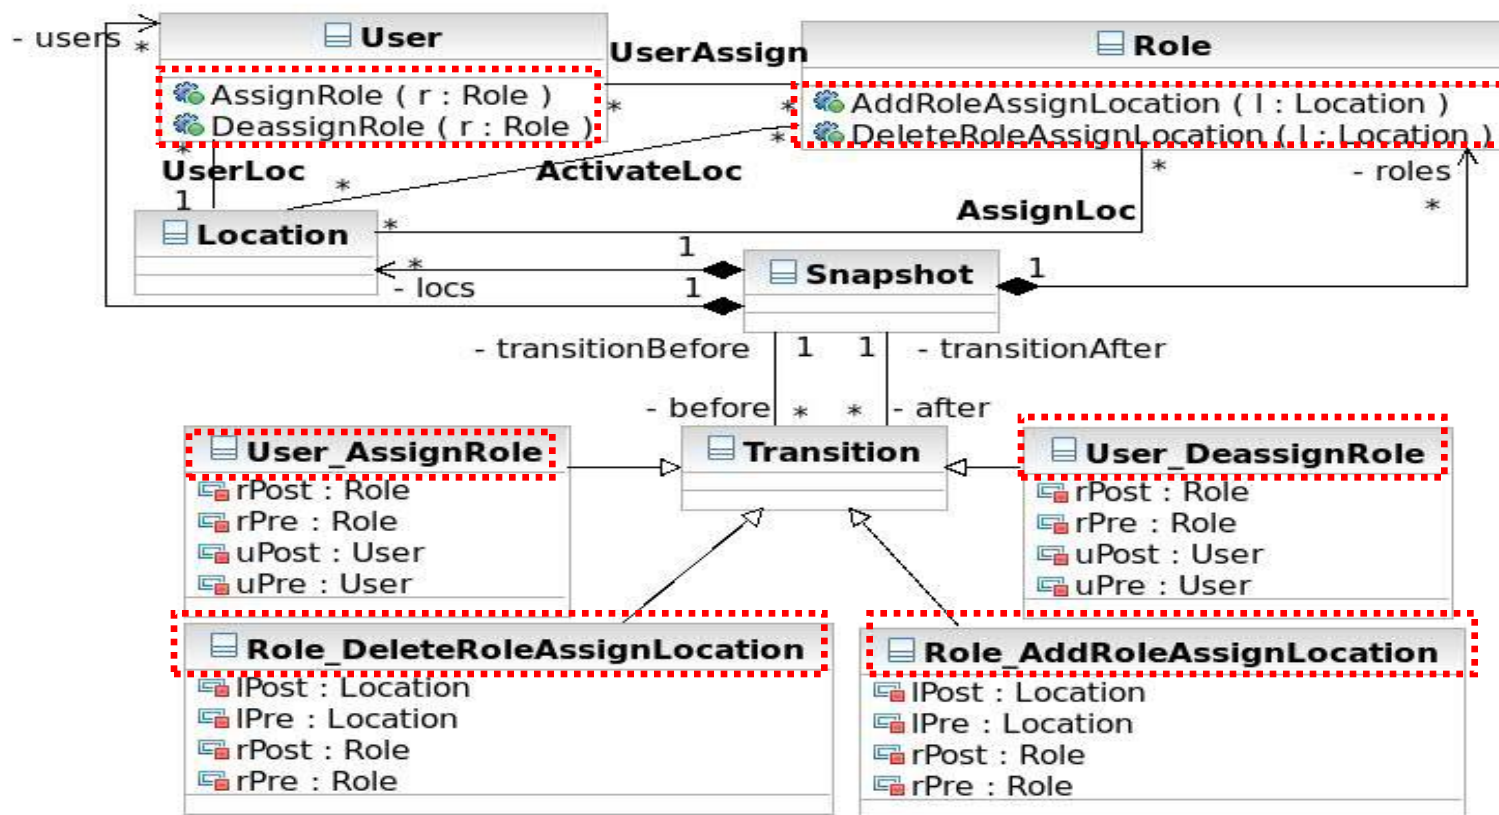 - users
*
User
AssignRole ( r : Role )
DeassignRole ( r : Role )
UserAssign
*
*
Role
AddRoleAssignLocation ( l : Location )
DeleteRoleAssignLocation ( l : Location )
*
UserLoc
1
*
ActivateLoc
*
*
AssignLoc
*
- roles
*
Location
*
- locs
1
1
Snapshot
1
- transitionBefore
1
1
- transitionAfter
- before
*
*
- after
User_AssignRole
rPost : Role
rPre : Role
uPost : User
uPre : User
Transition
User_DeassignRole
rPost : Role
rPre : Role
uPost : User
uPre : User
Role_DeleteRoleAssignLocation
lPost : Location
lPre : Location
rPost : Role
rPre : Role
Role_AddRoleAssignLocation
lPost : Location
lPre : Location
rPost : Role
rPre : Role